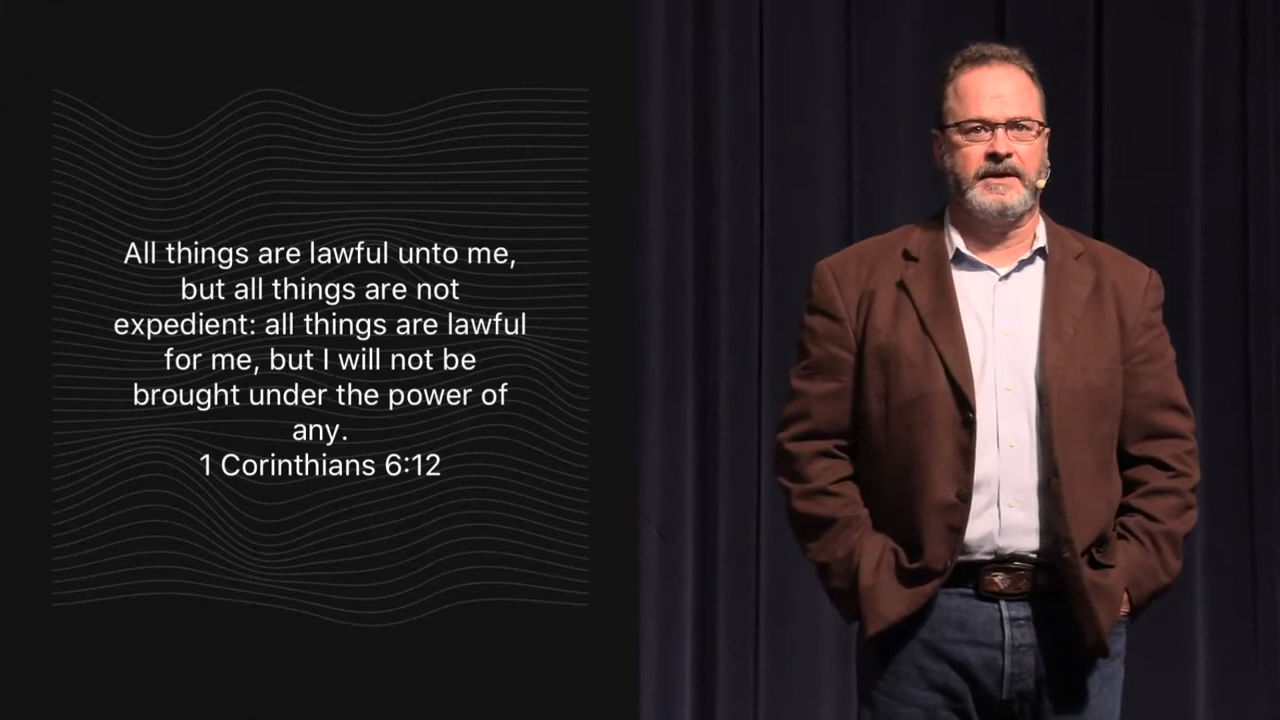 All things are lawful unto me,
but all things are not
expedient: all things are lawful
for me, but I will not be
brought under the power of
any.
1 Corinthians 6:12